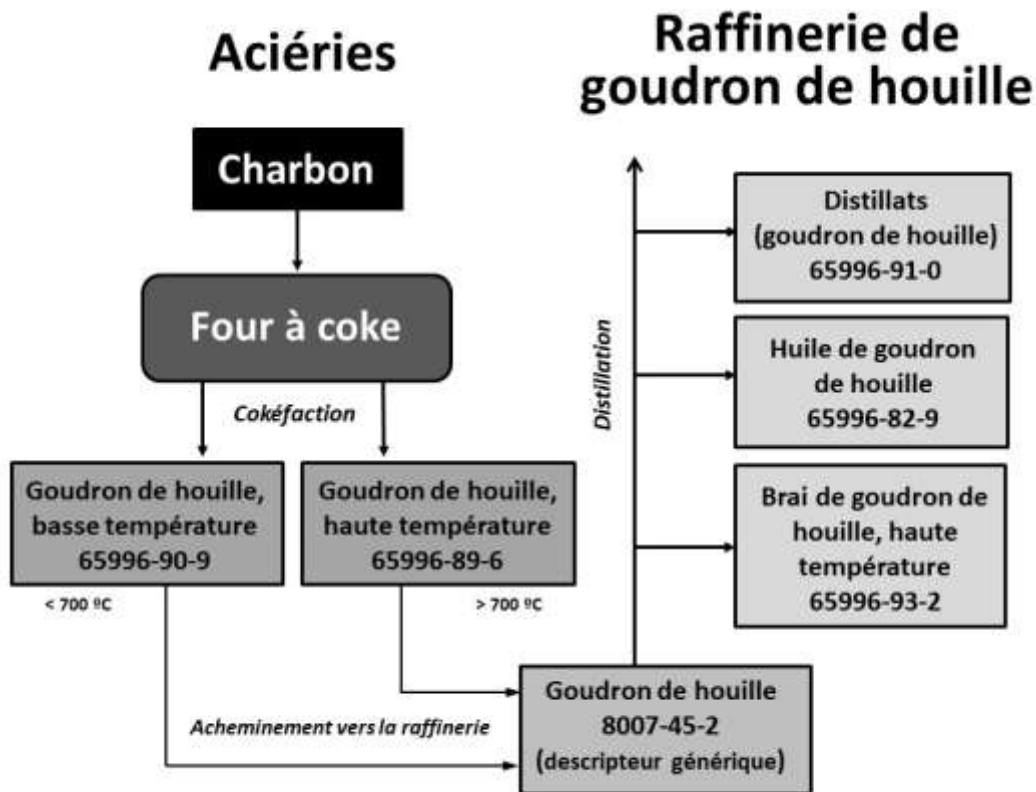 Aciéries
Raffinerie de
goudron de houille
Charbon
Four à coke
Cokéfaction
Goudron de houille,
basse température
65996-90-9
< 700 ºC
Goudron de houille,
haute température
65996-89-6
> 700 ºC
Acheminement vers la raffinerie
Goudron de houille
8007-45-2
(descripteur générique)
Distillation
Distillats
(goudron de houille)
65996-91-0
Huile de goudron
de houille
65996-82-9
Brai de goudron de
houille, haute
température
65996-93-2